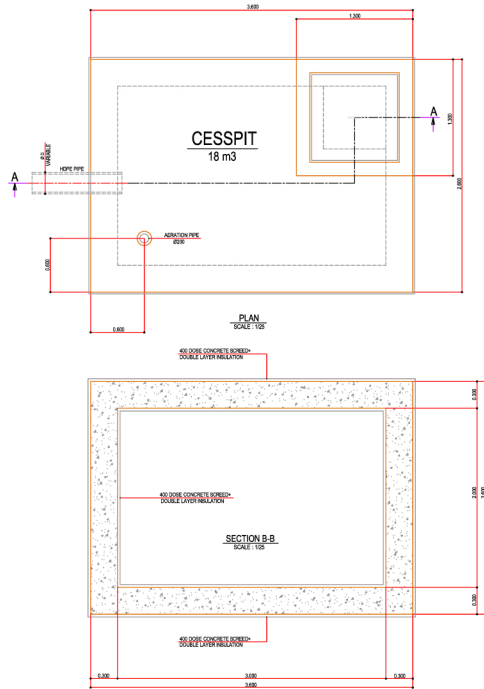 3.600
1.300
A
CESSPIT
18 m3
1.300
2.600
Ø D
VARIABLE
HDPE PIPE
A
AERATION PIPE
Ø200
0.600
0.600
PLAN
SCALE : 1/25
400 DOSE CONCRETE SCREED+
DOUBLE LAYER INSULATION
0.300
400 DOSE CONCRETE SCREED+
DOUBLE LAYER INSULATION
2.000
2.600
SECTION B-B
SCALE : 1/25
0.300
400 DOSE CONCRETE SCREED+
DOUBLE LAYER INSULATION
0.300
3.000
0.300
3.600